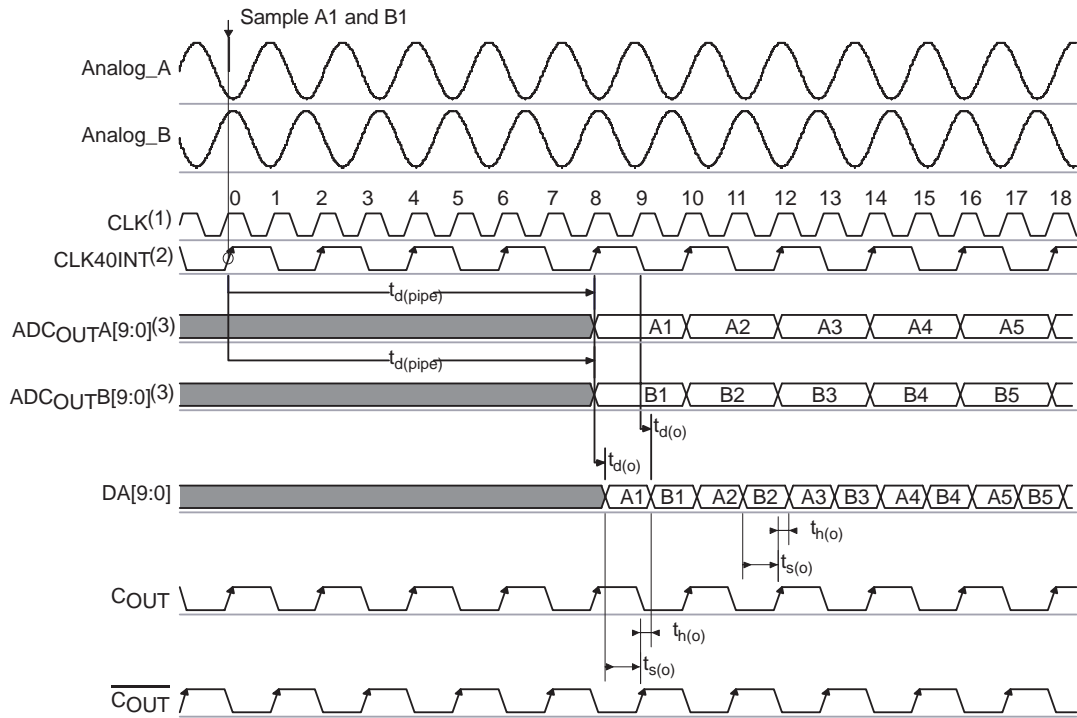 Sample A1 and B1
Analog_A
Analog_B
0 1 2 3 4 5 6 7 8 9 10 11 12 13 14 15 16 17 18
CLK(1)
CLK40INT(2)
td(pipe)
ADCOUTA[9:0](3) A1 A2 A3 A4 A5
td(pipe)
ADCOUTB[9:0](3) B1 B2 B3 B4 B5
td(o)
td(o)
DA[9:0] A1 B1 A2 B2 A3 B3 A4 B4 A5 B5
th(o)
ts(o)
COUT
th(o)
ts(o)
COUT